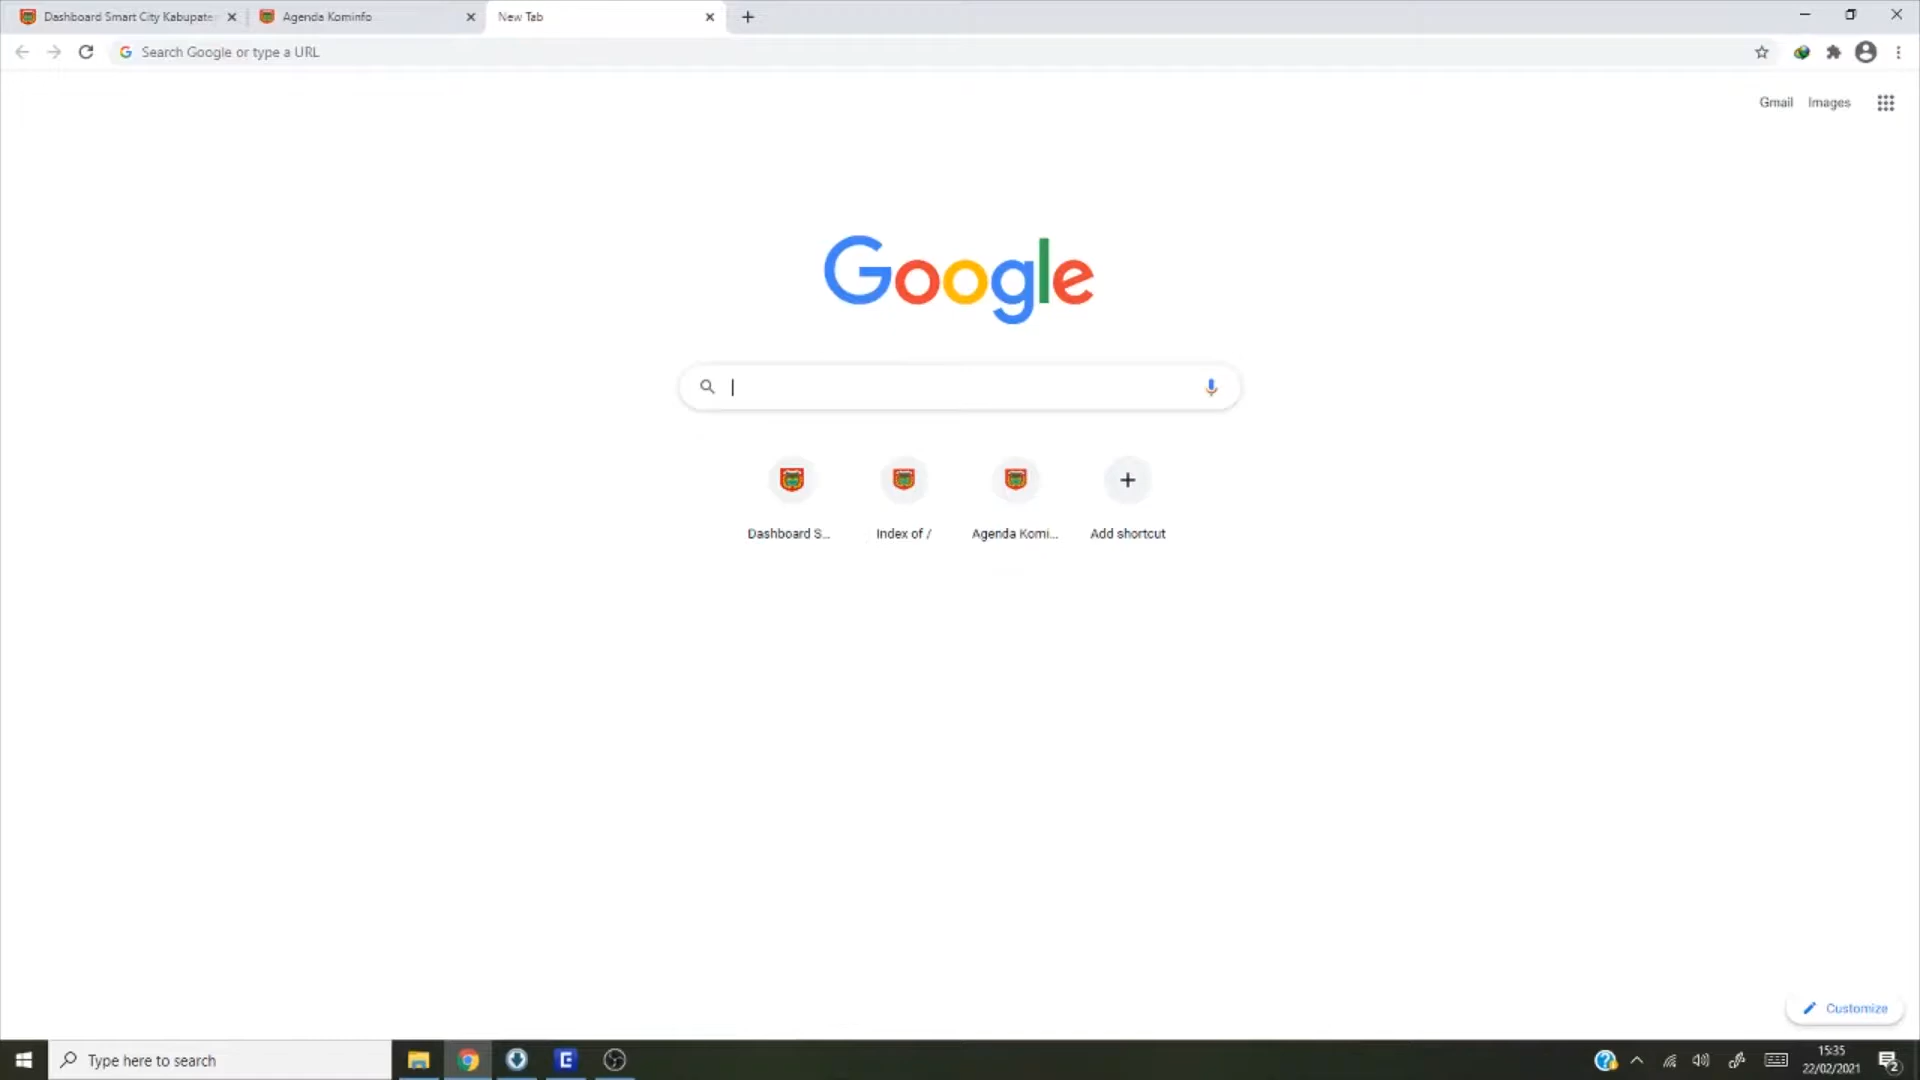 Dashboard Smart City Kabupate
Agenda Kominfo
New Tab
Search Google or type a URL
Gmail
Images
Google
Dashboard S...
Index of /
Agenda Komi...
Add shortcut
Customize
Type here to search
E
15:35
22/02/2021
2